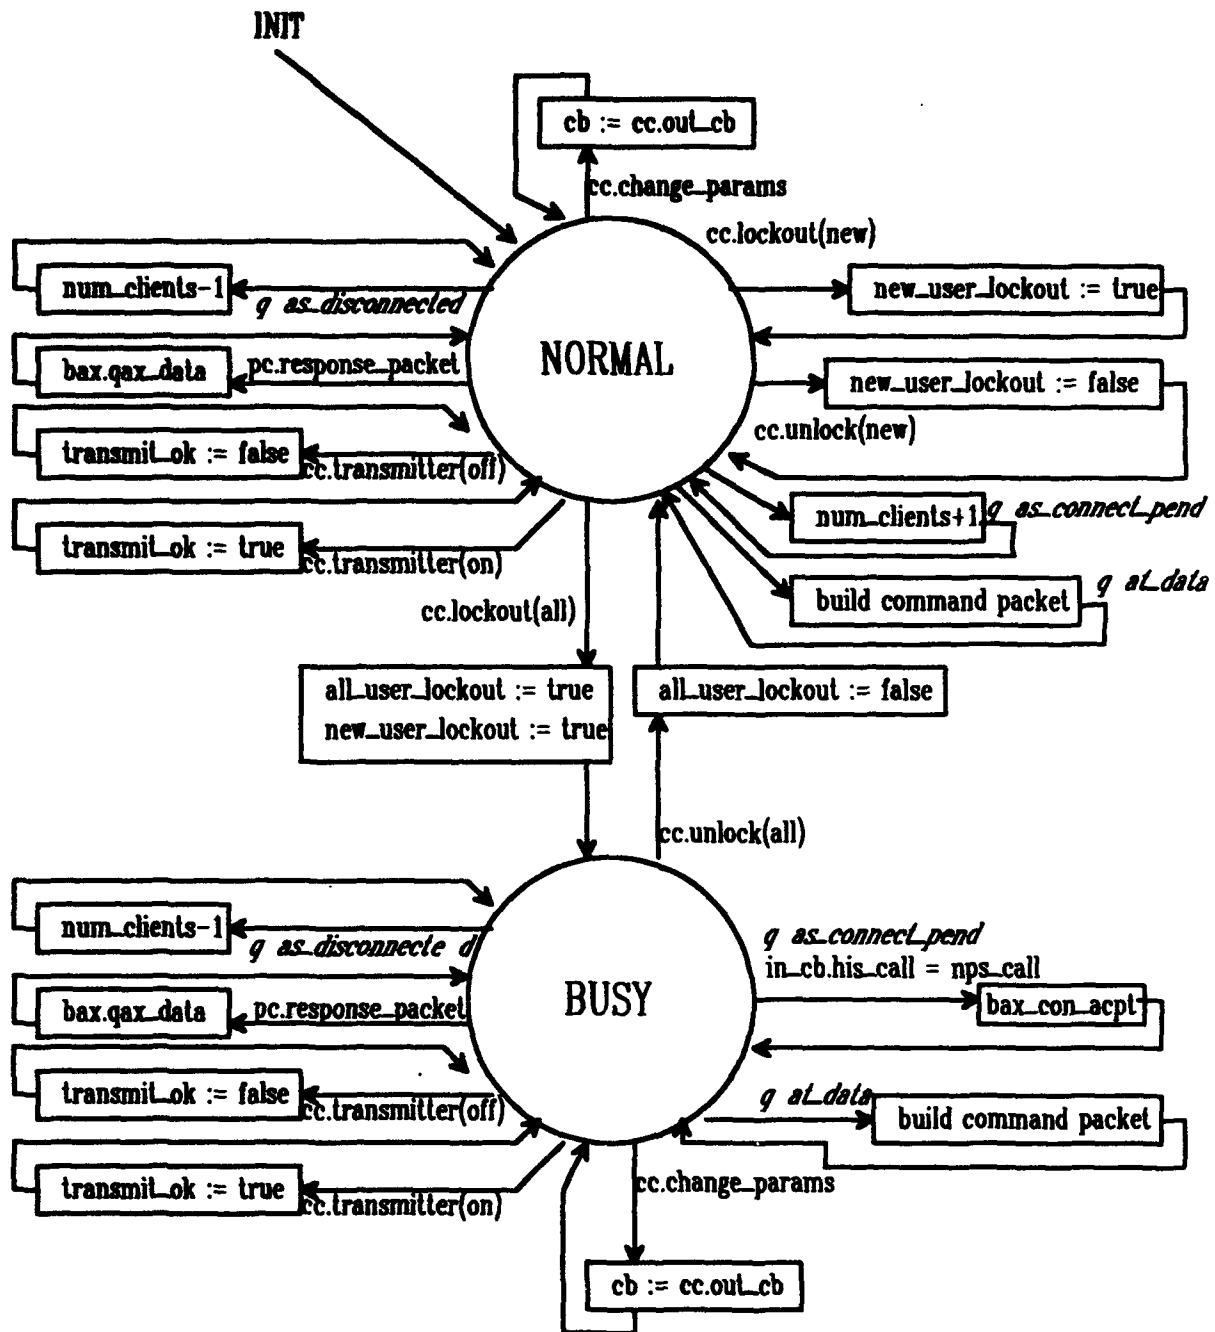 INIT
cb := cc.out_cb
cc.change_params
cc.lockout(new)
num_clients-1
q as_disconnected
new_user_lockout := true
NORMAL
bax.qax_data
pc.response_packet
new_user_lockout := false
cc.unlock(new)
transmit_ok := false
cc.transmitter(off)
num_clients+1
q as_connect_pend
transmit_ok := true
cc.transmitter(on)
build command packet
q at_data
cc.lockout(all)
all_user_lockout := true
new_user_lockout := true
all_user_lockout := false
cc.unlock(all)
num_clients-1
q as_disconnecte d
q as_connect_pend
in_cb.his_call = nps_call
BUSY
bax.qax_data
pc.response_packet
bax_con_acpt
transmit_ok := false
cc.transmitter(off)
q at_data
build command packet
transmit_ok := true
cc.transmitter(on)
cc.change_params
cb := cc.out_cb